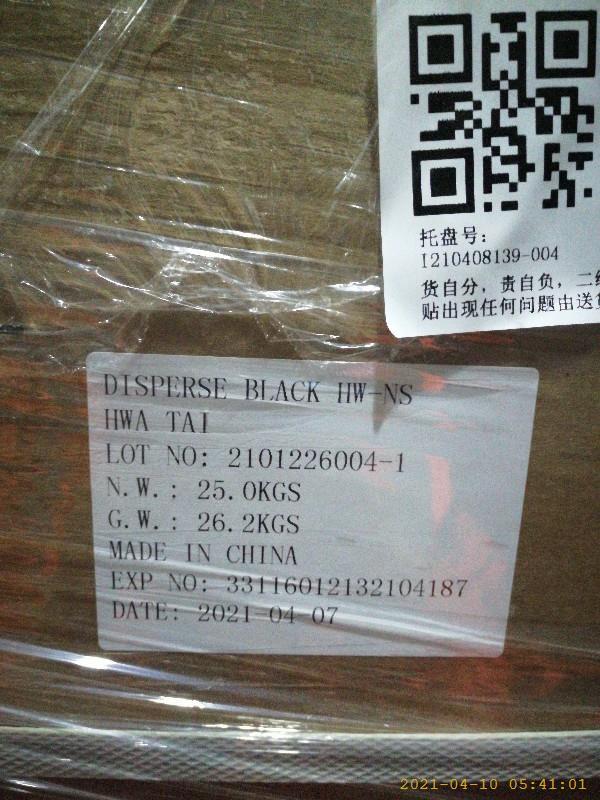 托盘号:
I210408139-004
货自分，责自负，二
贴出现任何问题由送
DISPERSE BLACK HW-NS
HWA TAI
LOT NO: 2101226004-1
N.W.: 25.0KGS
G.W.: 26.2KGS
MADE IN CHINA
EXP NO: 33116012132104187
DATE: 2021-04-07
2021-04-10 05:41:01